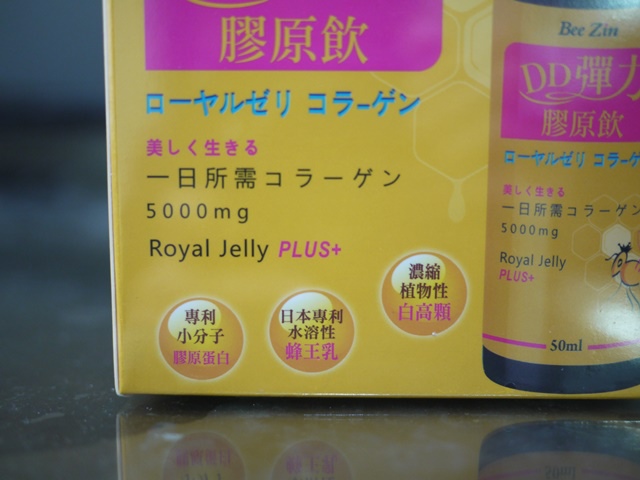 膠原飲
ローヤルゼリ コラーゲン
美しく生きる
一日所需コラーゲン
5000mg
Royal Jelly PLUS+
專利
小分子
膠原蛋白
日本專利
水溶性
蜂王乳
濃縮
植物性
白高顆
Bee Zin
DD彈力
膠原飲
ローヤルゼリ コラーゲ
美しく生きる
一日所需コラーゲン
5000mg
Royal Jelly
PLUS+
50ml